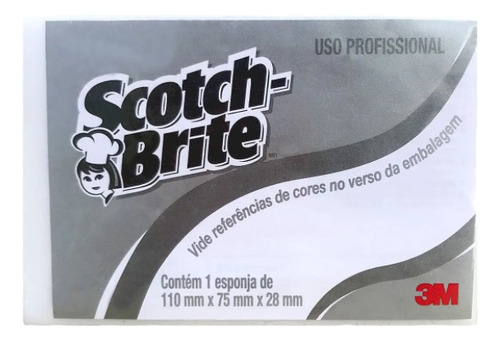 USO PROFISSIONAL
Scotch-
Brite
Vide referências de cores no verso da embalagem
Contém 1 esponja de
110 mm x 75 mm x 28 mm
3M